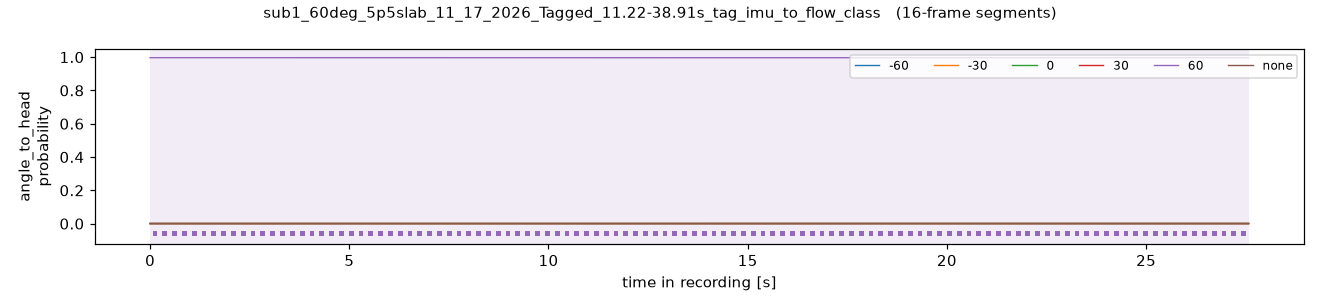 sub1_60deg_5p5slab_11_17_2026_Tagged_11.22-38.91s_tag_imu_to_flow_class (16-frame segments)
-60 -30 0 30 60 none
angle_to_head
probability
1.0
0.8
0.6
0.4
0.2
0.0
0 5 10 15 20 25
time in recording [s]